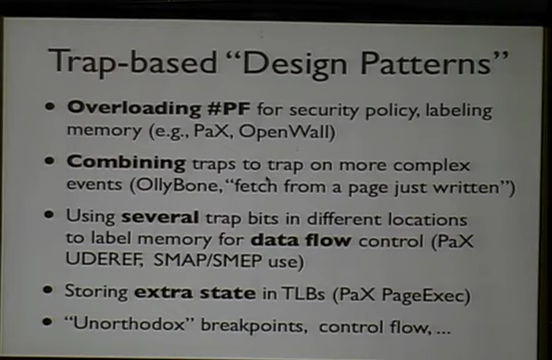 Trap-based “Design Patterns”
• Overloading #PF for security policy, labeling
memory (e.g., PaX, OpenWall)
• Combining traps to trap on more complex
events (OllyBone, “fetch from a page just written”)
• Using several trap bits in different locations
to label memory for data flow control (PaX
UDEREF, SMAP/SMEP use)
• Storing extra state in TLBs (PaX PageExec)
• “Unorthodox” breakpoints, control flow, ...